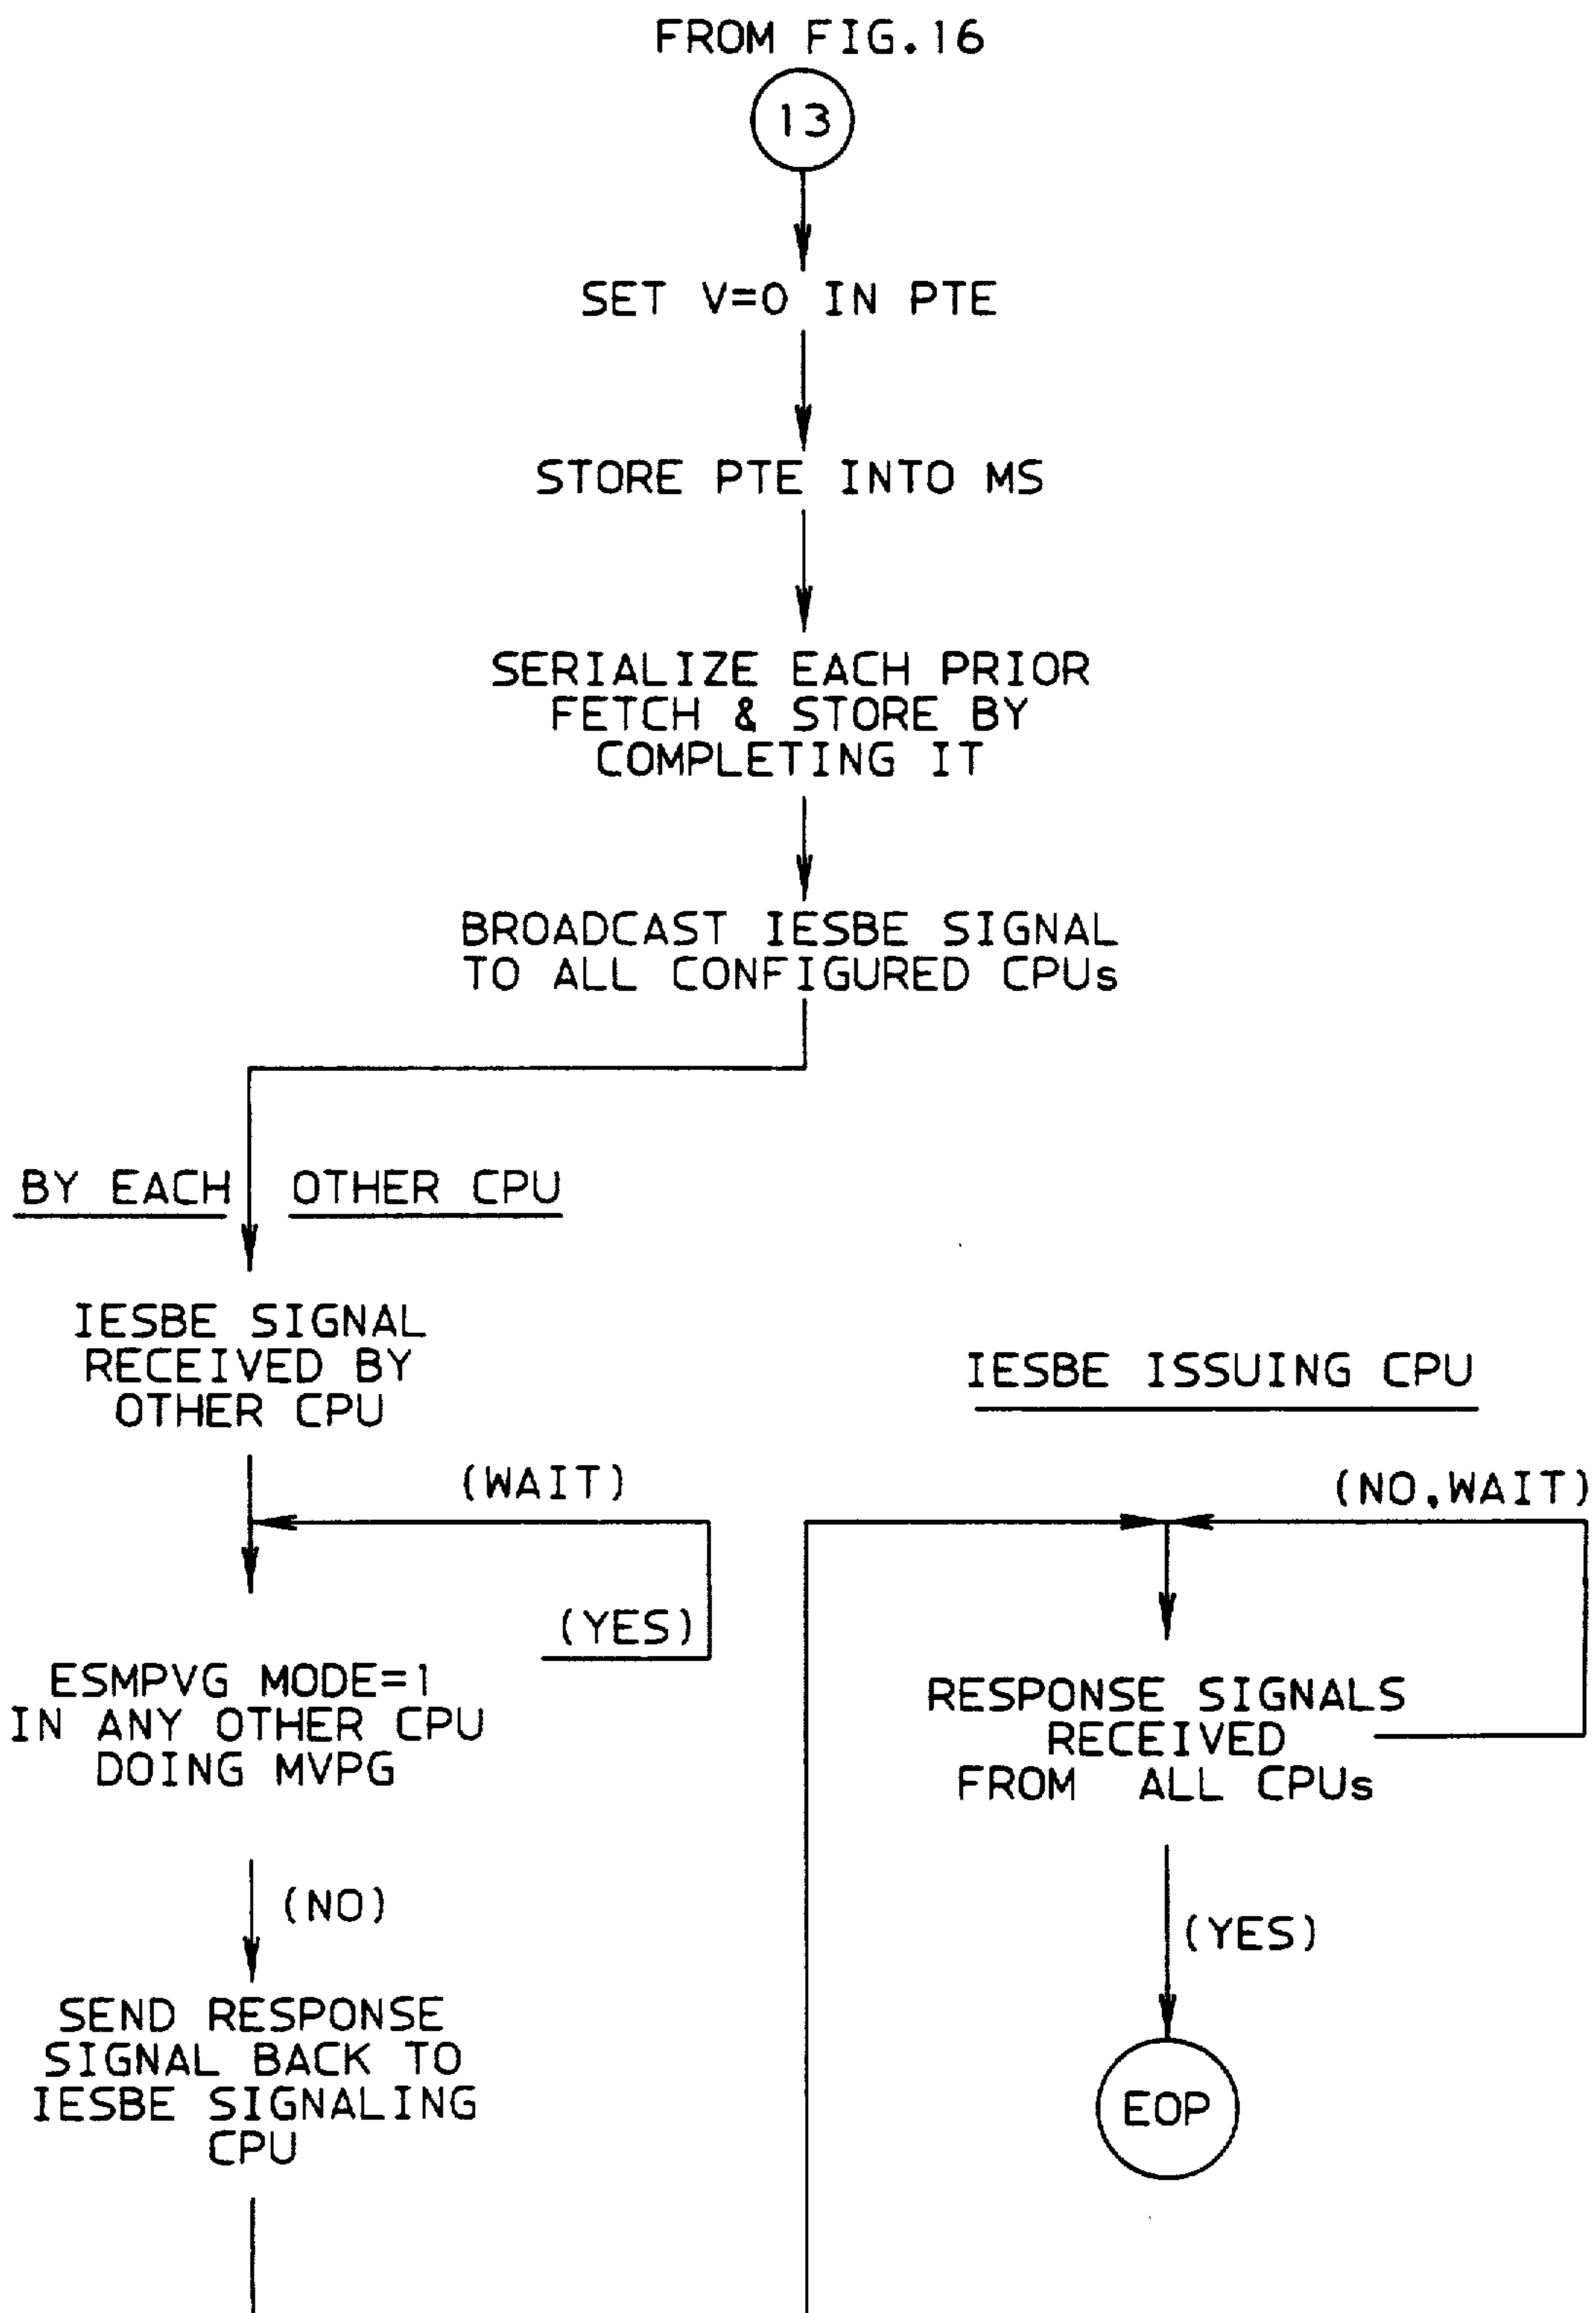 FROM FIG.16
13
SET V=0 IN PTE
STORE PTE INTO MS
SERIALIZE EACH PRIOR
FETCH & STORE BY
COMPLETING IT
BROADCAST IESBE SIGNAL
TO ALL CONFIGURED CPUs
BY EACH OTHER CPU
IESBE SIGNAL
RECEIVED BY
OTHER CPU
(WAIT)
(YES)
ESMPVG MODE=1
IN ANY OTHER CPU
DOING MVPG
(NO)
SEND RESPONSE
SIGNAL BACK TO
IESBE SIGNALING
CPU
IESBE ISSUING CPU
(NO,WAIT)
RESPONSE SIGNALS
RECEIVED
FROM ALL CPUs
(YES)
EOP